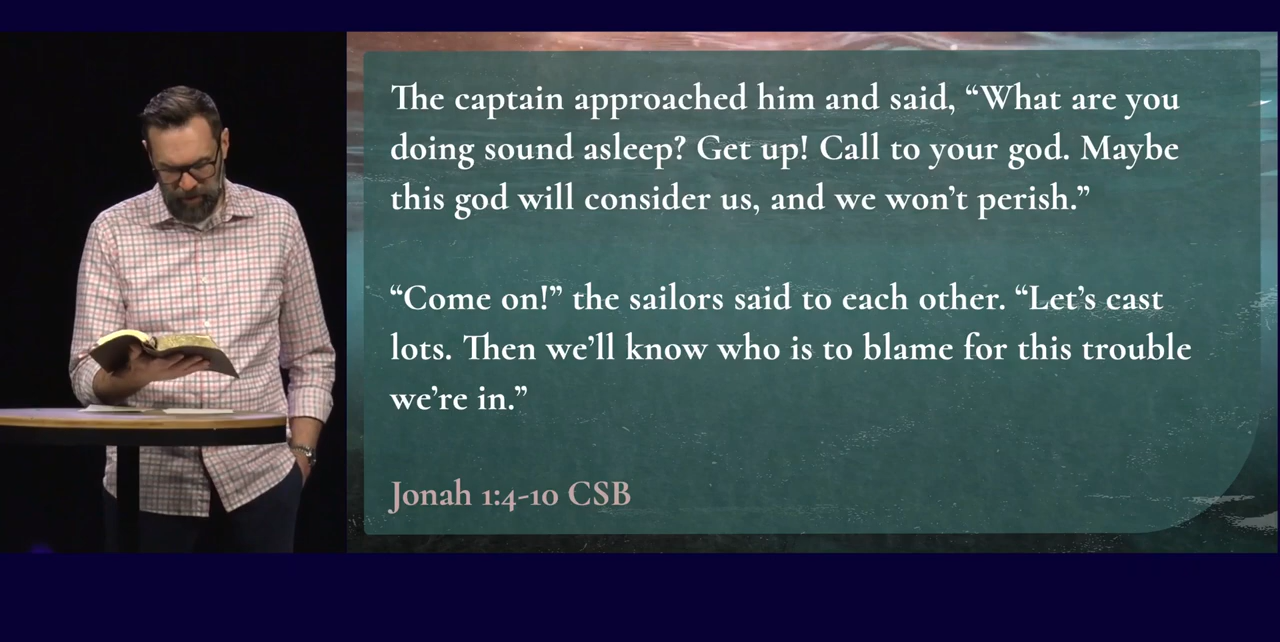 The captain approached him and said, “What are you
doing sound asleep? Get up! Call to your god. Maybe
this god will consider us, and we won’t perish.”
“Come on!” the sailors said to each other. “Let’s cast
lots. Then we’ll know who is to blame for this trouble
we’re in.”
Jonah 1:4-10 CSB